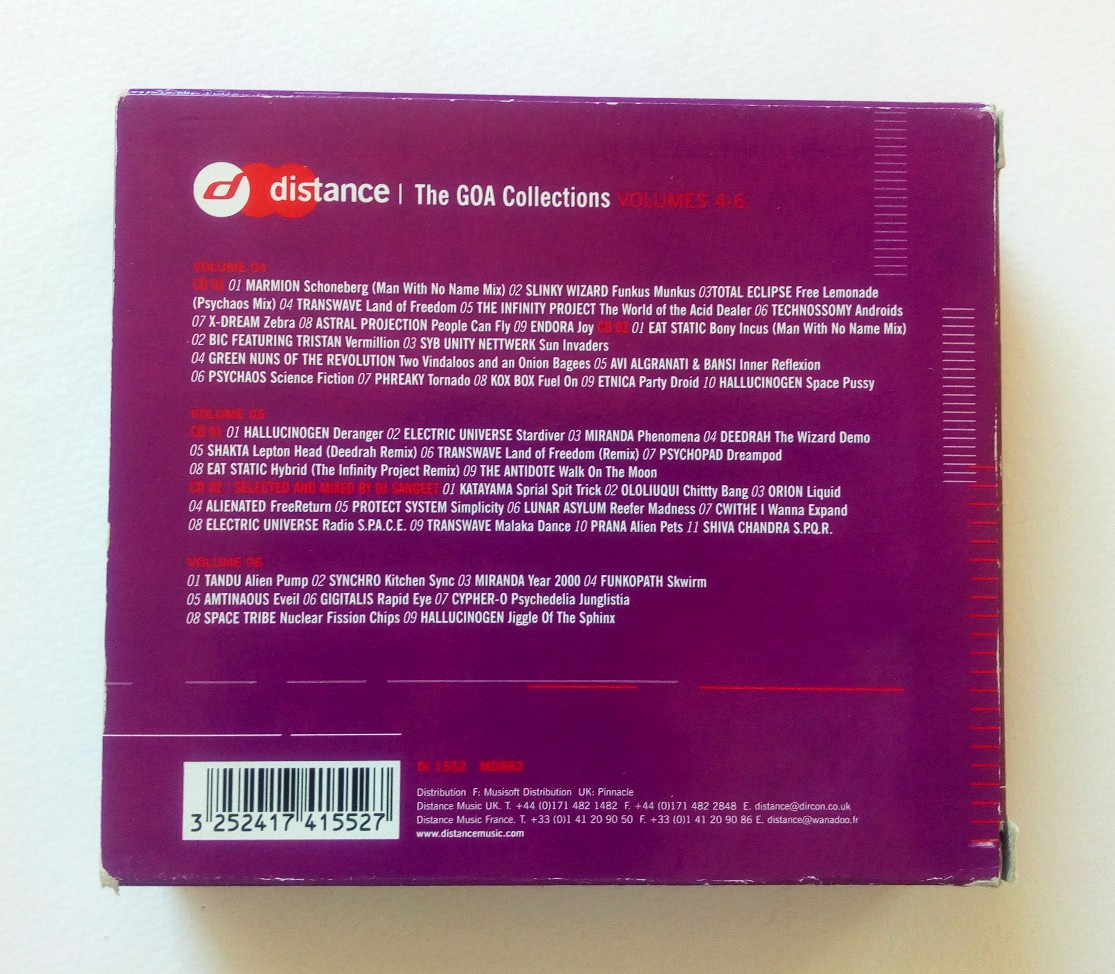 d distance | The GOA Collections VOLUMES 4-6
VOLUME 04
CD 01 01 MARMION Schoneberg (Man With No Name Mix) 02 SLINKY WIZARD Funkus Munkus 03TOTAL ECLIPSE Free Lemonade
(Psychaos Mix) 04 TRANSWAVE Land of Freedom 05 THE INFINITY PROJECT The World of the Acid Dealer 06 TECHNOSSOMY Androids
07 X-DREAM Zebra 08 ASTRAL PROJECTION People Can Fly 09 ENDORA Joy CD 02 01 EAT STATIC Bony Incus (Man With No Name Mix)
02 BIC FEATURING TRISTAN Vermillion 03 SYB UNITY NETTWERK Sun Invaders
04 GREEN NUNS OF THE REVOLUTION Two Vindaloos and an Onion Bagees 05 AVI ALGRANATI & BANSI Inner Reflexion
06 PSYCHAOS Science Fiction 07 PHREAKY Tornado 08 KOX BOX Fuel On 09 ETNICA Party Droid 10 HALLUCINOGEN Space Pussy
VOLUME 05
CD 01 01 HALLUCINOGEN Deranger 02 ELECTRIC UNIVERSE Stardiver 03 MIRANDA Phenomena 04 DEEDRAH The Wizard Demo
05 SHAKTA Lepton Head (Deedrah Remix) 06 TRANSWAVE Land of Freedom (Remix) 07 PSYCHOPAD Dreampod
08 EAT STATIC Hybrid (The Infinity Project Remix) 09 THE ANTIDOTE Walk On The Moon
CD 02 : SELECTED AND MIXED BY DJ SANGEET 01 KATAYAMA Sprial Spit Trick 02 OLOLIUQUI Chittty Bang 03 ORION Liquid
04 ALIENATED FreeReturn 05 PROTECT SYSTEM Simplicity 06 LUNAR ASYLUM Reefer Madness 07 CWITHE I Wanna Expand
08 ELECTRIC UNIVERSE Radio S.P.A.C.E. 09 TRANSWAVE Malaka Dance 10 PRANA Alien Pets 11 SHIVA CHANDRA S.P.Q.R.
VOLUME 06
01 TANDU Alien Pump 02 SYNCHRO Kitchen Sync 03 MIRANDA Year 2000 04 FUNKOPATH Skwirm
05 AMTINAOUS Eveil 06 GIGITALIS Rapid Eye 07 CYPHER-O Psychedelia Junglistia
08 SPACE TRIBE Nuclear Fission Chips 09 HALLUCINOGEN Jiggle Of The Sphinx
DI 1552 MD882
Distribution F: Musisoft Distribution UK: Pinnacle
Distance Music UK. T. +44 (0)171 482 1482 F. +44 (0)171 482 2848 E. distance@dircon.co.uk
Distance Music France. T. +33 (0)1 41 20 90 50 F. +33 (0)1 41 20 90 86 E. distance@wanadoo.fr
www.distancemusic.com
3 252417 415527